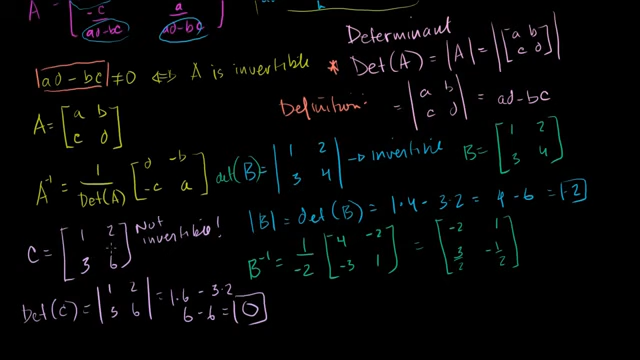 A = [ -c/(ad-bc) a/(ad-bc) ]
Determinant
|ad-bc| ≠ 0 ⇔ A is invertible
* Det(A) = |A| = |[a b; c d]|
Definition: = |a b; c d| = ad-bc
A = [a b; c d]
A⁻¹ = 1/Det(A) [d -b; -c a]
det(B) = |1 2; 3 4| → invertible B = [1 2; 3 4]
|B| = det(B) = 1·4 - 3·2 = 4 - 6 = -2
C = [1 2; 3 6] Not invertible!
B⁻¹ = 1/-2 [4 -2; -3 1] = [-2 1; 3/2 -1/2]
Det(C) = |1 2; 3 6| = 1·6 - 3·2
6 - 6 = 0